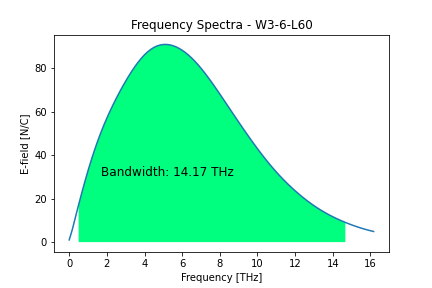 Frequency Spectra - W3-6-L60
80
60
40
20
0
E-field [N/C]
Bandwidth: 14.17 THz
0 2 4 6 8 10 12 14 16
Frequency [THz]